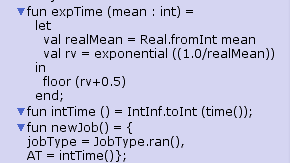 fun expTime (mean : int) =
let
val realMean = Real.fromInt mean
val rv = exponential ((1.0/realMean))
in
floor (rv+0.5)
end;
fun intTime () = IntInf.toInt (time());
fun newJob() = {
jobType = JobType.ran(),
AT = intTime()};